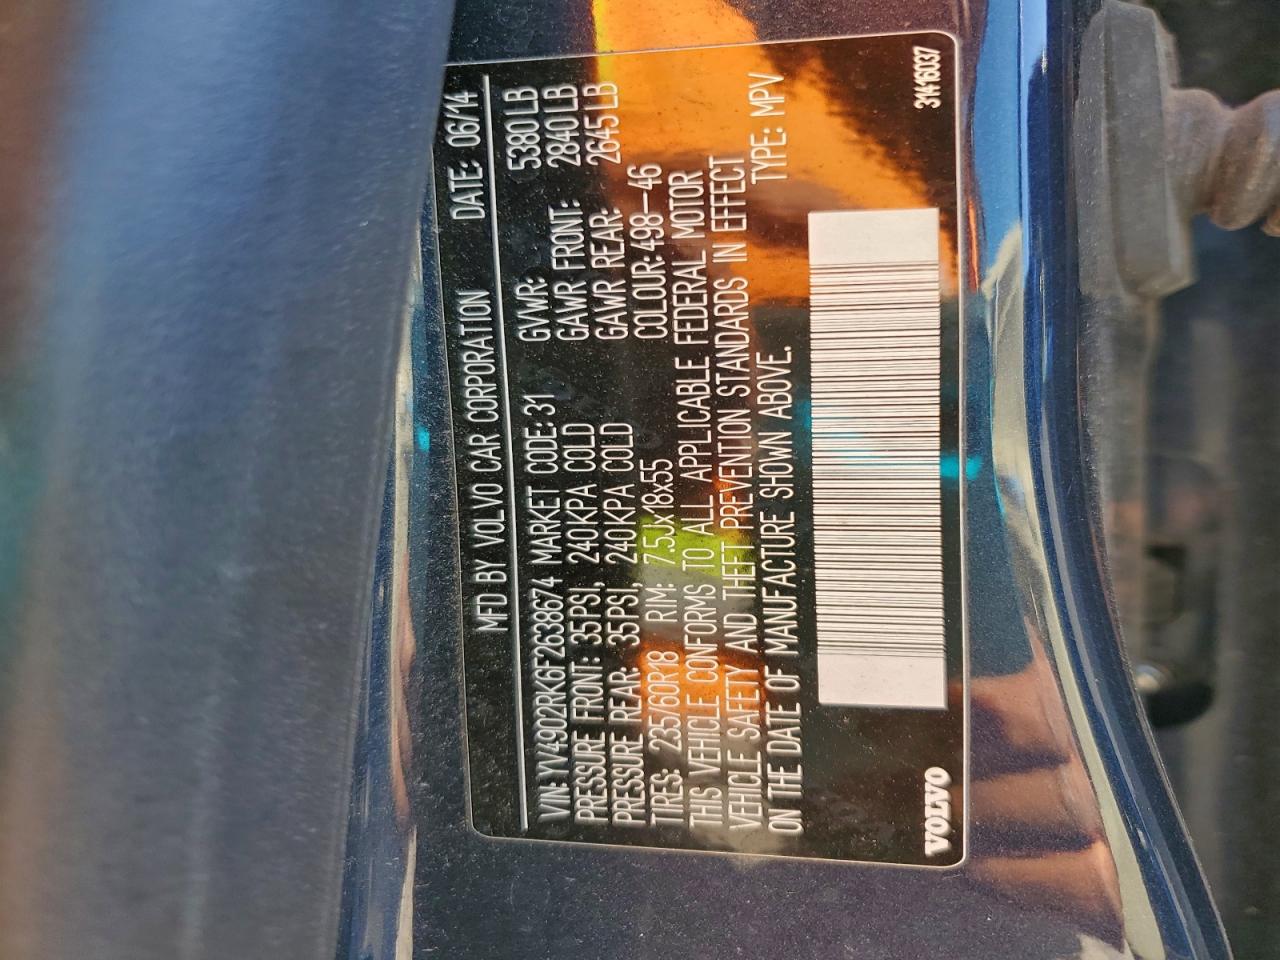 MFD BY VOLVO CAR CORPORATION DATE: 06/14
VIN: YV4902RK6F2638674 MARKET CODE: 31 GVWR: 5380 LB
PRESSURE FRONT: 35PSI, 240KPA COLD GAWR FRONT: 2840 LB
PRESSURE REAR: 35PSI, 240KPA COLD GAWR REAR: 2645 LB
TIRES: 235/60R18 RIM: 7.5Jx18x55 COLOUR: 498-46
THIS VEHICLE CONFORMS TO ALL APPLICABLE FEDERAL MOTOR
VEHICLE SAFETY AND THEFT PREVENTION STANDARDS IN EFFECT
ON THE DATE OF MANUFACTURE SHOWN ABOVE. TYPE: MPV
VOLVO 31416037